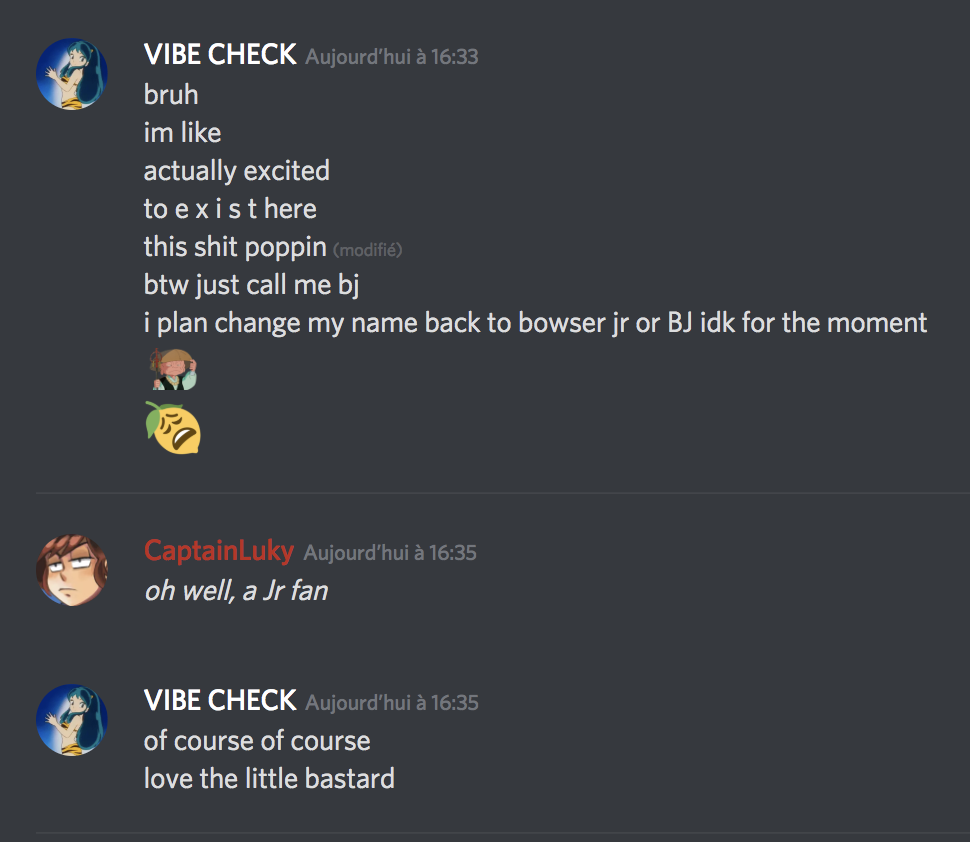 VIBE CHECK Aujourd'hui à 16:33
bruh
im like
actually excited
to e x i s t here
this shit poppin (modifié)
btw just call me bj
i plan change my name back to bowser jr or BJ idk for the moment
CaptainLuky Aujourd'hui à 16:35
oh well, a Jr fan
VIBE CHECK Aujourd'hui à 16:35
of course of course
love the little bastard